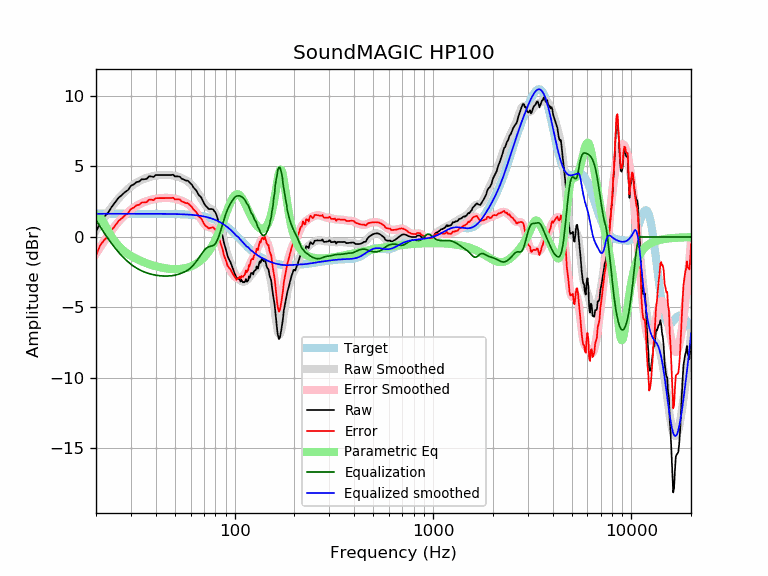 SoundMAGIC HP100
10
5
0
−5
−10
−15
Amplitude (dBr)
Target
Raw Smoothed
Error Smoothed
Raw
Error
Parametric Eq
Equalization
Equalized smoothed
100 1000 10000
Frequency (Hz)